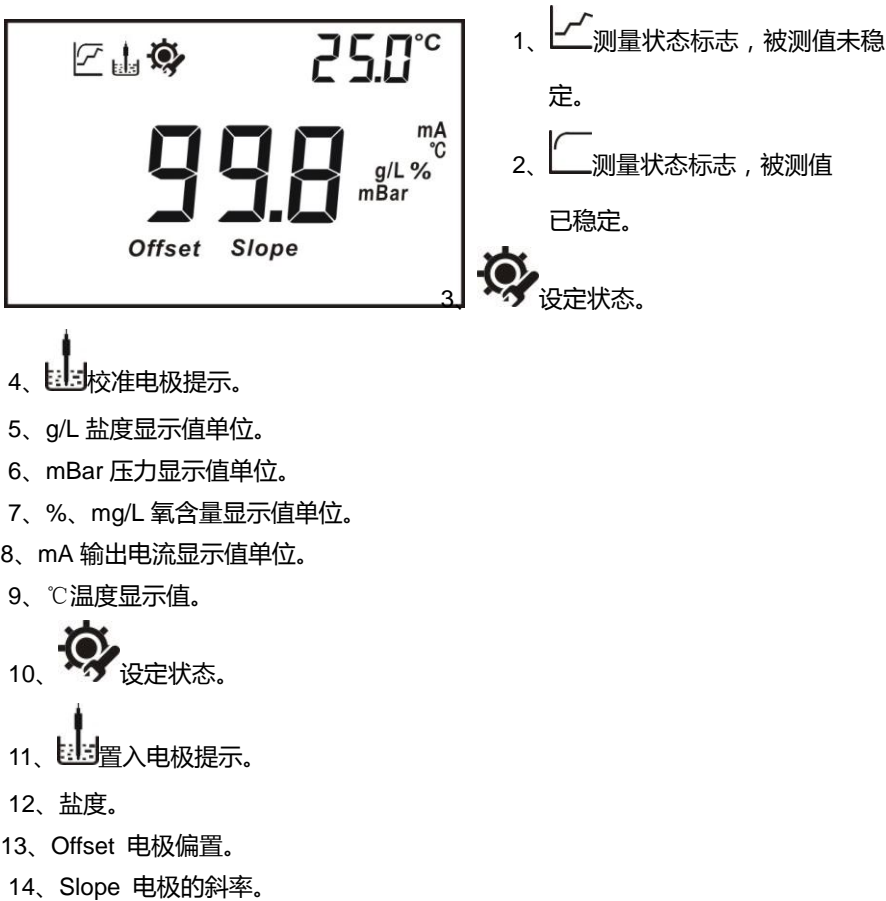 25.0℃
99.8
mA
℃
g/L %
mBar
Offset Slope
1、测量状态标志，被测值未稳
定。
2、测量状态标志，被测值
已稳定。
3、设定状态。
4、校准电极提示。
5、g/L 盐度显示值单位。
6、mBar 压力显示值单位。
7、%、mg/L 氧含量显示值单位。
8、mA 输出电流显示值单位。
9、℃温度显示值。
10、设定状态。
11、置入电极提示。
12、盐度。
13、Offset 电极偏置。
14、Slope 电极的斜率。